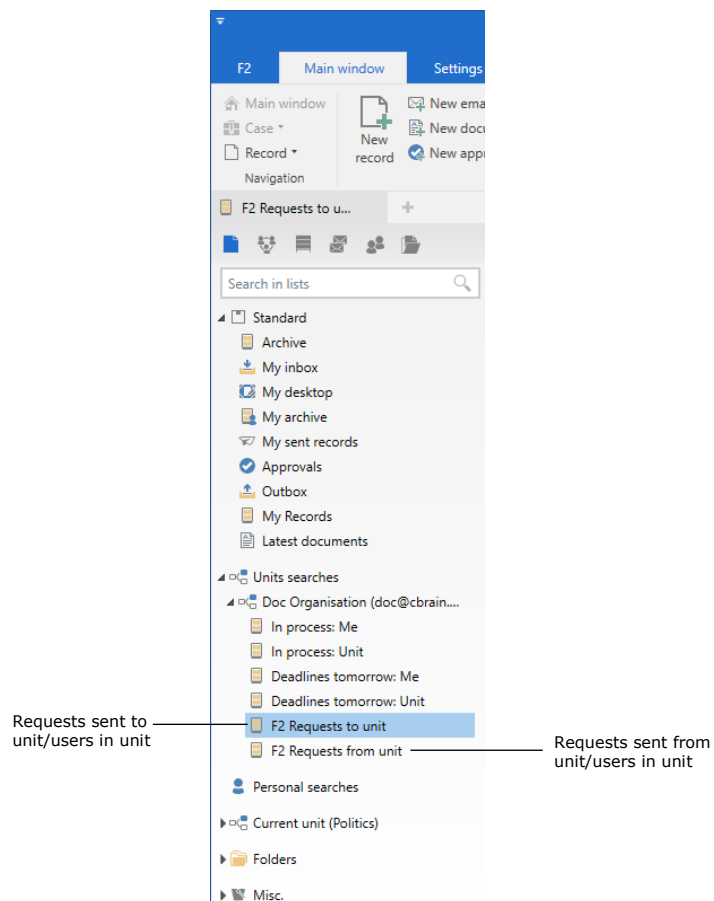 F2 Main window Settings
Main window
Case
Record
Navigation
New
record
New ema
New docu
New appr
F2 Requests to u...
Search in lists
Standard
Archive
My inbox
My desktop
My archive
My sent records
Approvals
Outbox
My Records
Latest documents
Units searches
Doc Organisation (doc@cbrain....
In process: Me
In process: Unit
Deadlines tomorrow: Me
Deadlines tomorrow: Unit
F2 Requests to unit
F2 Requests from unit
Personal searches
Current unit (Politics)
Folders
Misc.
Requests sent to
unit/users in unit
Requests sent from
unit/users in unit